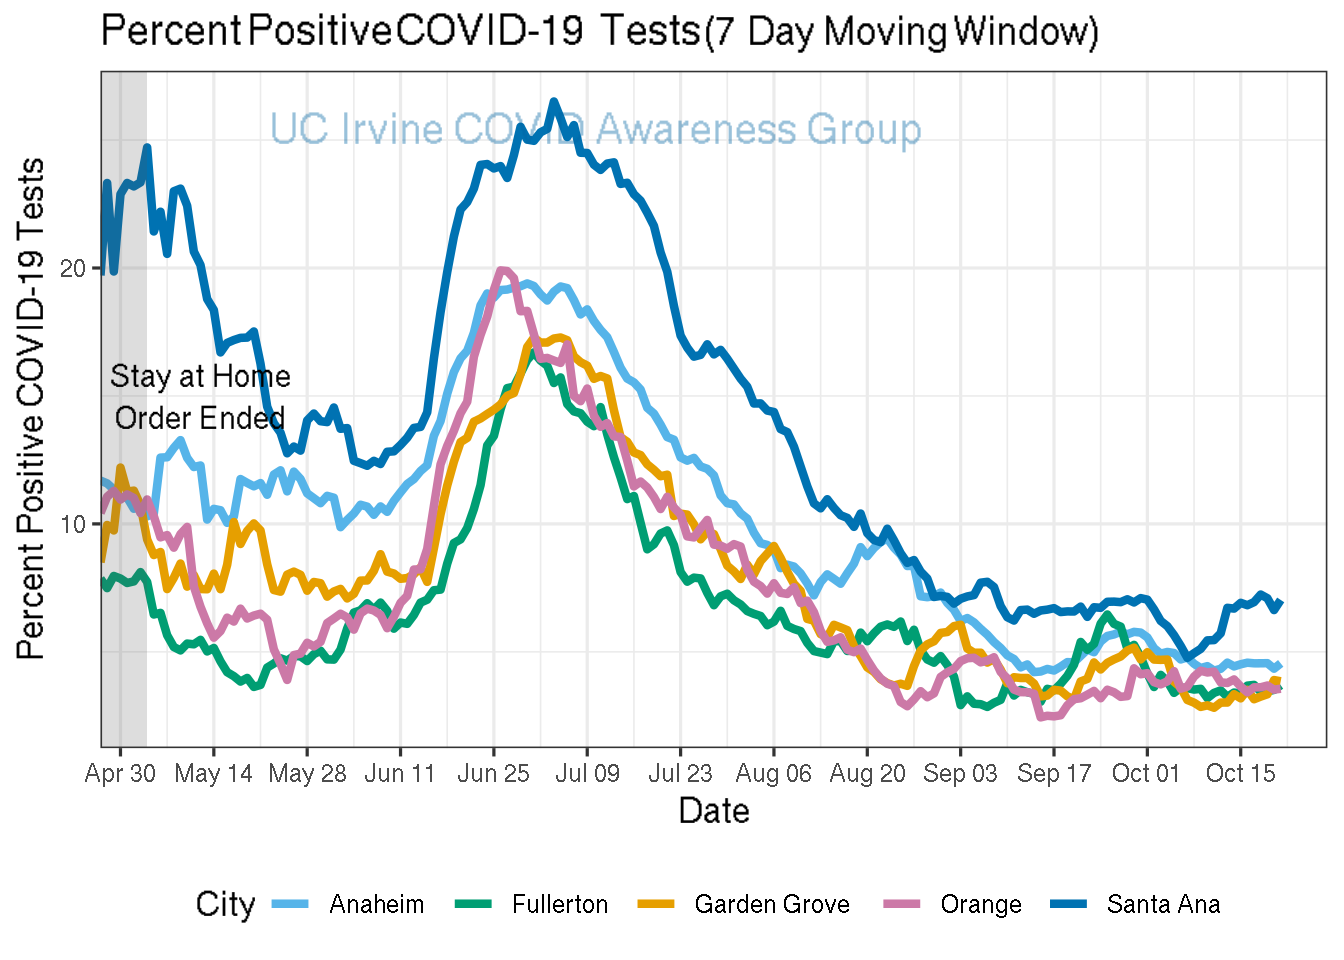 Percent Positive COVID-19 Tests (7 Day Moving Window)
UC Irvine COVID Awareness Group
Percent Positive COVID-19 Tests
20
10
Stay at Home
Order Ended
Apr 30 May 14 May 28 Jun 11 Jun 25 Jul 09 Jul 23 Aug 06 Aug 20 Sep 03 Sep 17 Oct 01 Oct 15
Date
City Anaheim Fullerton Garden Grove Orange Santa Ana